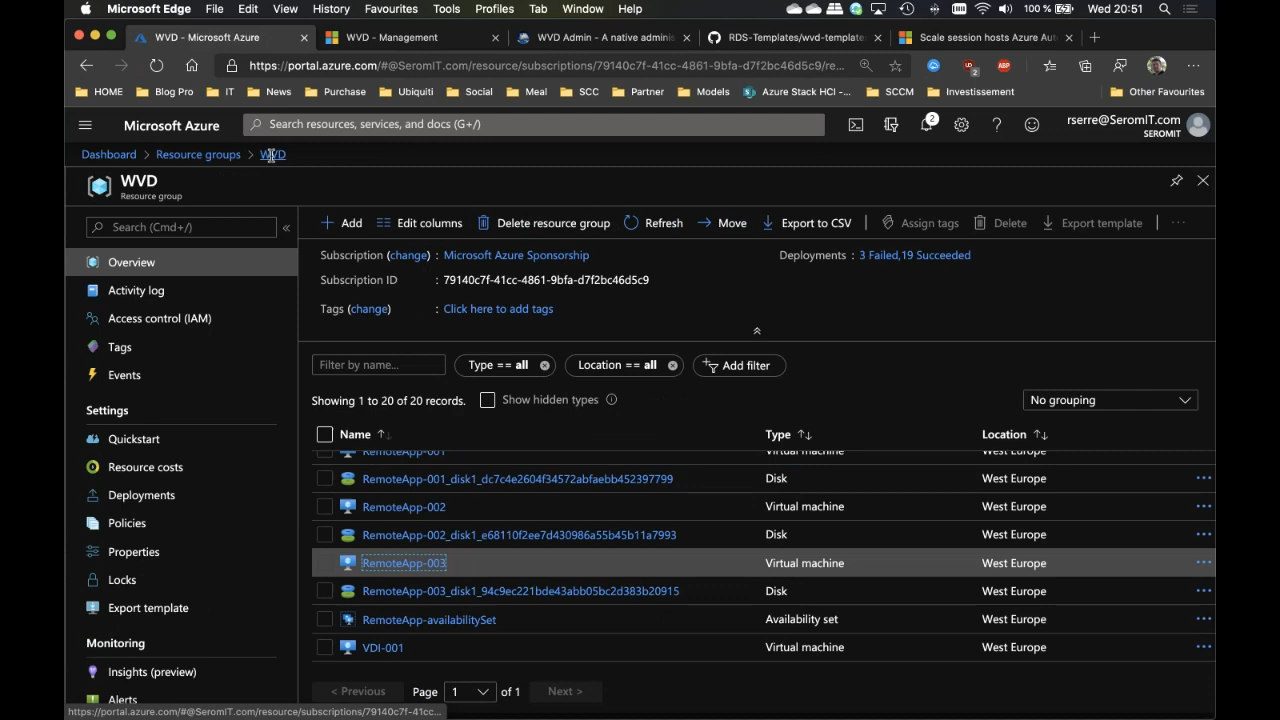 Microsoft Edge File Edit View History Favourites Tools Profiles Tab Window Help 100 % Wed 20:51
WVD - Microsoft Azure WVD - Management WVD Admin - A native adminis RDS-Templates/wvd-template Scale session hosts Azure Aut
https://portal.azure.com/#@SeromIT.com/resource/subscriptions/79140c7f-41cc-4861-9bfa-d7f2bc46d5c9/re...
HOME Blog Pro IT News Purchase Ubiquiti Social Meal SCC Partner Models Azure Stack HCI -... SCCM Investissement Other Favourites
Microsoft Azure Search resources, services, and docs (G+/) 2 rserre@SeromIT.com
SEROMIT
Dashboard > Resource groups > WVD
WVD
Resource group
Search (Cmd+/) « Add Edit columns Delete resource group Refresh Move Export to CSV Assign tags Delete Export template ...
Overview
Activity log
Access control (IAM)
Tags
Events
Settings
Quickstart
Resource costs
Deployments
Policies
Properties
Locks
Export template
Monitoring
Insights (preview)
Alerts
Subscription (change) : Microsoft Azure Sponsorship Deployments : 3 Failed,19 Succeeded
Subscription ID : 79140c7f-41cc-4861-9bfa-d7f2bc46d5c9
Tags (change) : Click here to add tags
Filter by name... Type == all Location == all Add filter
Showing 1 to 20 of 20 records. Show hidden types No grouping
Name Type Location
RemoteApp-001 Virtual machine West Europe
RemoteApp-001_disk1_dc7c4e2604f34572abfaebb452397799 Disk West Europe
RemoteApp-002 Virtual machine West Europe
RemoteApp-002_disk1_e68110f2ee7d430986a55b45b11a7993 Disk West Europe
RemoteApp-003 Virtual machine West Europe
RemoteApp-003_disk1_94c9ec221bde43abb05bc2d383b20915 Disk West Europe
RemoteApp-availabilitySet Availability set West Europe
VDI-001 Virtual machine West Europe
< Previous Page 1 of 1 Next >
https://portal.azure.com/#@SeromIT.com/resource/subscriptions/79140c7f-41cc...